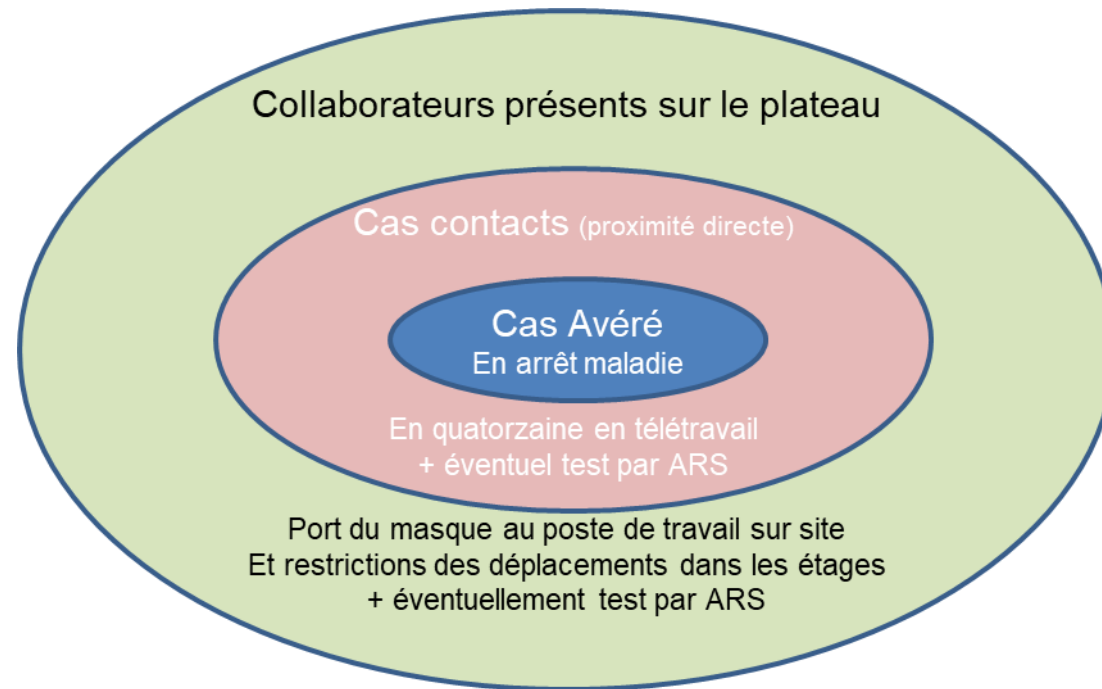 Collaborateurs présents sur le plateau
Cas contacts (proximité directe)
Cas Avéré
En arrêt maladie
En quatorzaine en télétravail
+ éventuel test par ARS
Port du masque au poste de travail sur site
Et restrictions des déplacements dans les étages
+ éventuellement test par ARS